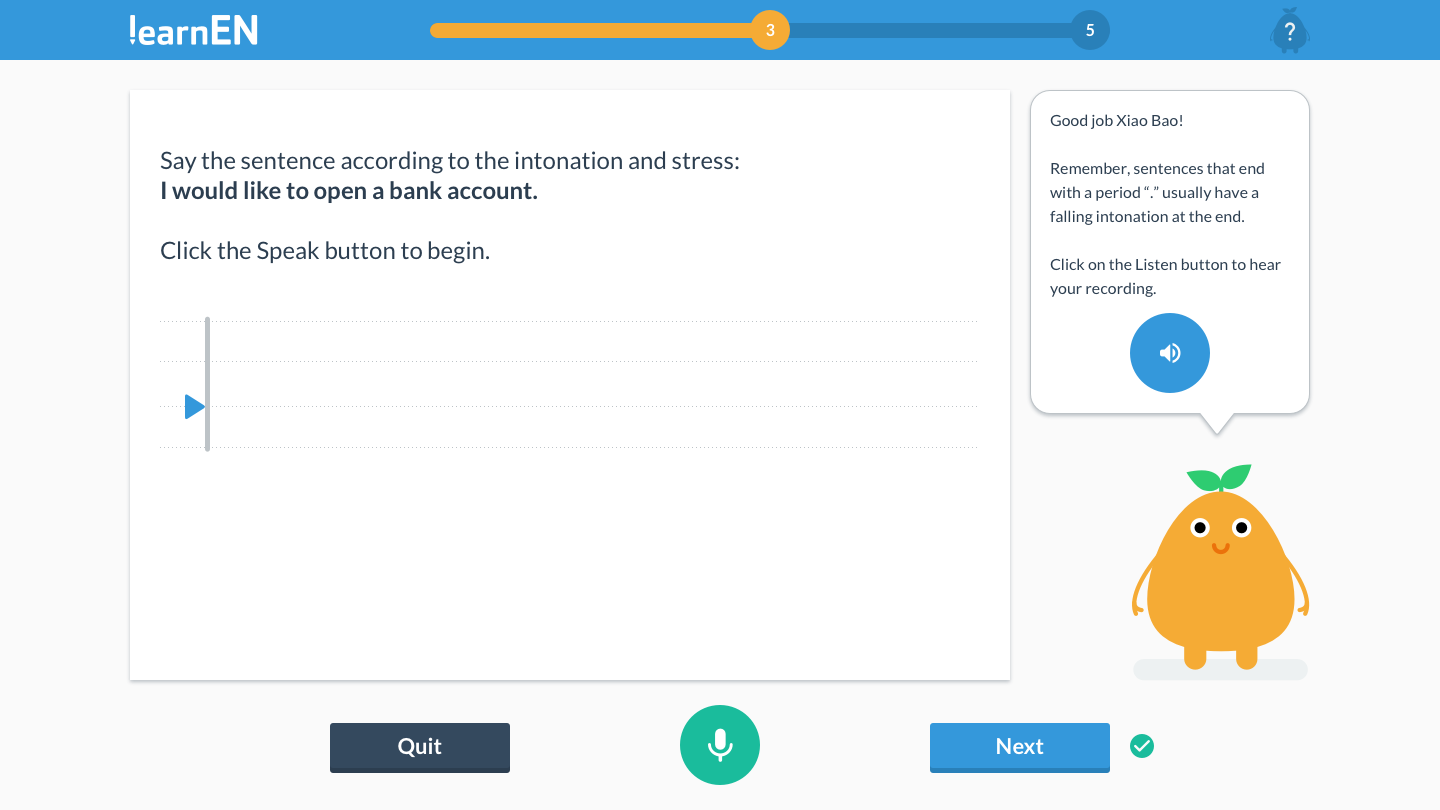 learnEN
3
5
?
Say the sentence according to the intonation and stress:
I would like to open a bank account.
Click the Speak button to begin.
Good job Xiao Bao!
Remember, sentences that end
with a period “.” usually have a
falling intonation at the end.
Click on the Listen button to hear
your recording.
Quit
Next